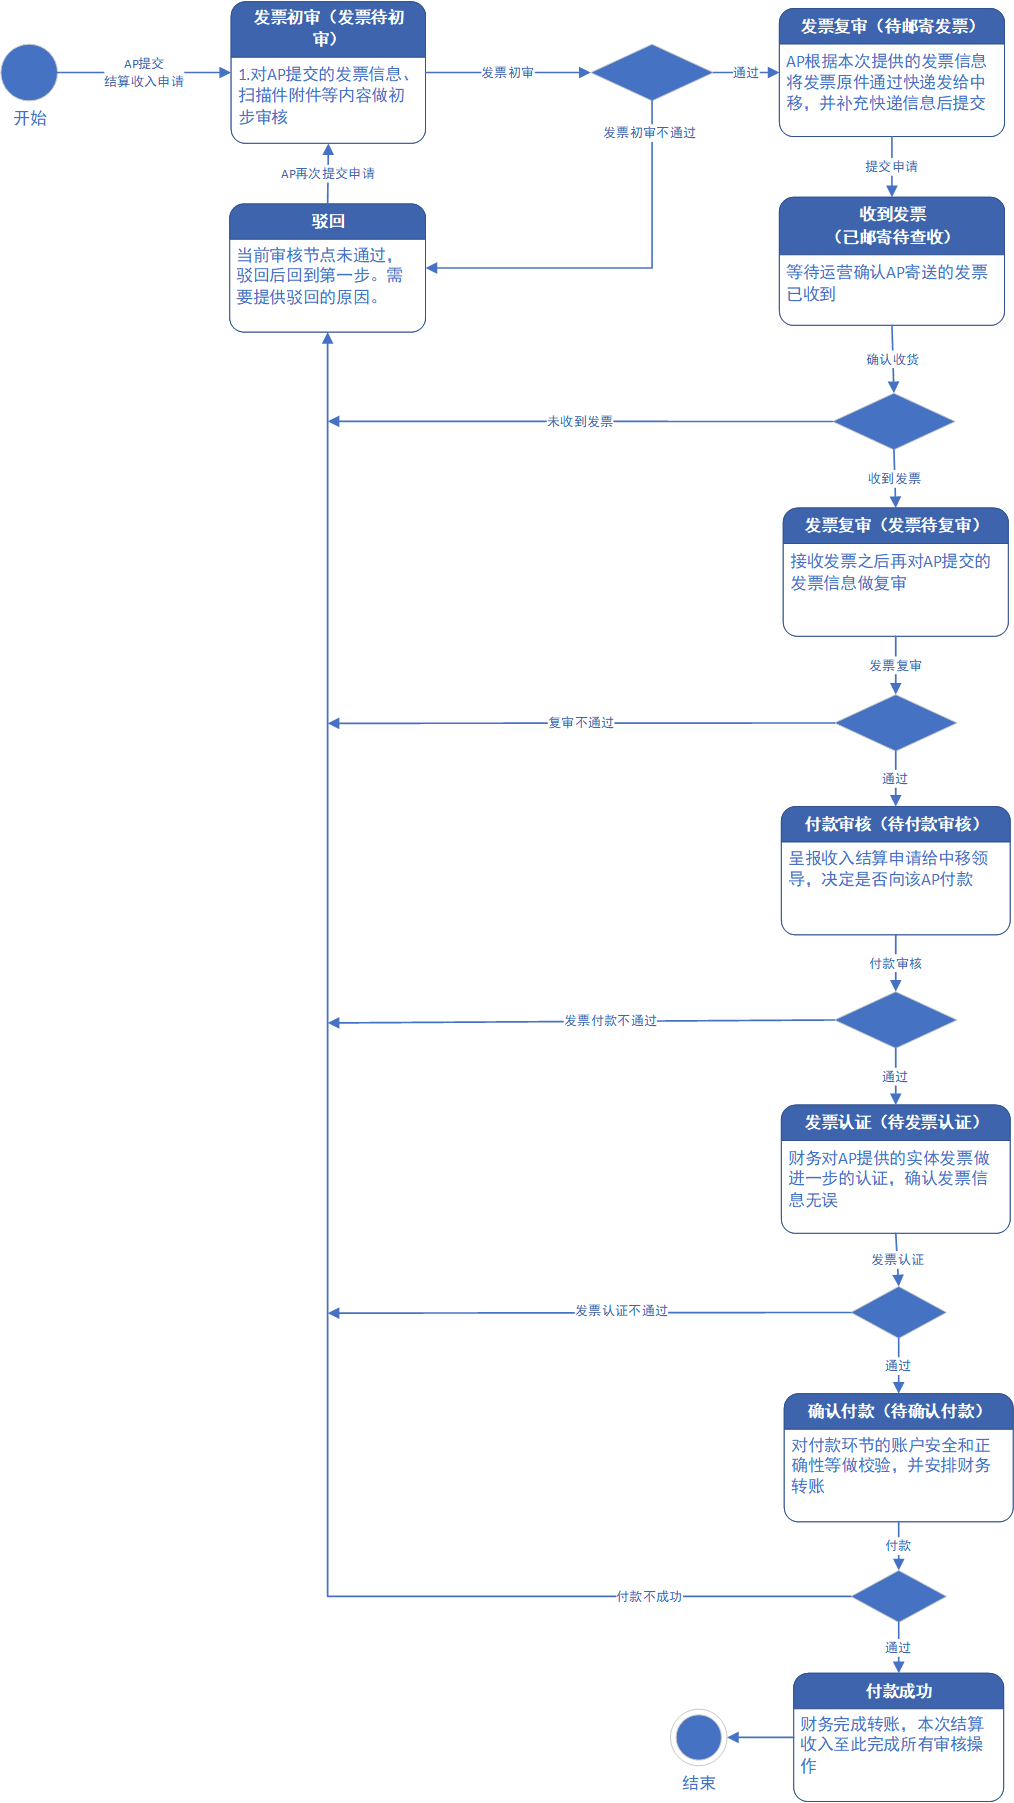 开始
AP提交
结算收入申请
发票初审（发票待初
审）
1.对AP提交的发票信息、
扫描件附件等内容做初
步审核
发票初审
通过
发票初审不通过
发票复审（待邮寄发票）
AP根据本次提供的发票信息
将发票原件通过快递发给中
移，并补充快递信息后提交
提交申请
AP再次提交申请
驳回
当前审核节点未通过，
驳回后回到第一步。需
要提供驳回的原因。
收到发票
（已邮寄待查收）
等待运营确认AP寄送的发票
已收到
确认收货
未收到发票
收到发票
发票复审（发票待复审）
接收发票之后再对AP提交的
发票信息做复审
发票复审
复审不通过
通过
付款审核（待付款审核）
呈报收入结算申请给中移领
导，决定是否向该AP付款
付款审核
发票付款不通过
通过
发票认证（待发票认证）
财务对AP提供的实体发票做
进一步的认证，确认发票信
息无误
发票认证
发票认证不通过
通过
确认付款（待确认付款）
对付款环节的账户安全和正
确性等做校验，并安排财务
转账
付款
付款不成功
通过
付款成功
财务完成转账，本次结算
收入至此完成所有审核操
作
结束